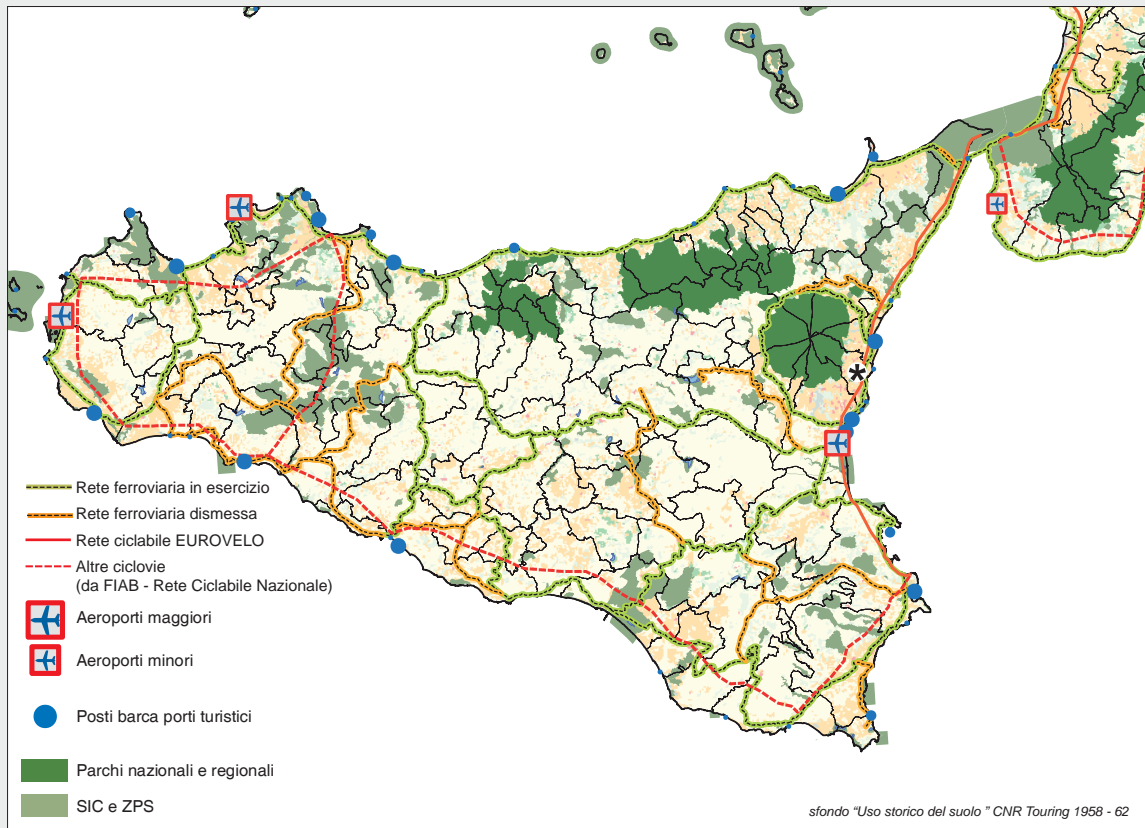 Rete ferroviaria in esercizio
Rete ferroviaria dismessa
Rete ciclabile EUROVELO
Altre ciclovie
(da FIAB - Rete Ciclabile Nazionale)
Aeroporti maggiori
Aeroporti minori
Posti barca porti turistici
Parchi nazionali e regionali
SIC e ZPS
sfondo “Uso storico del suolo ” CNR Touring 1958 - 62
*